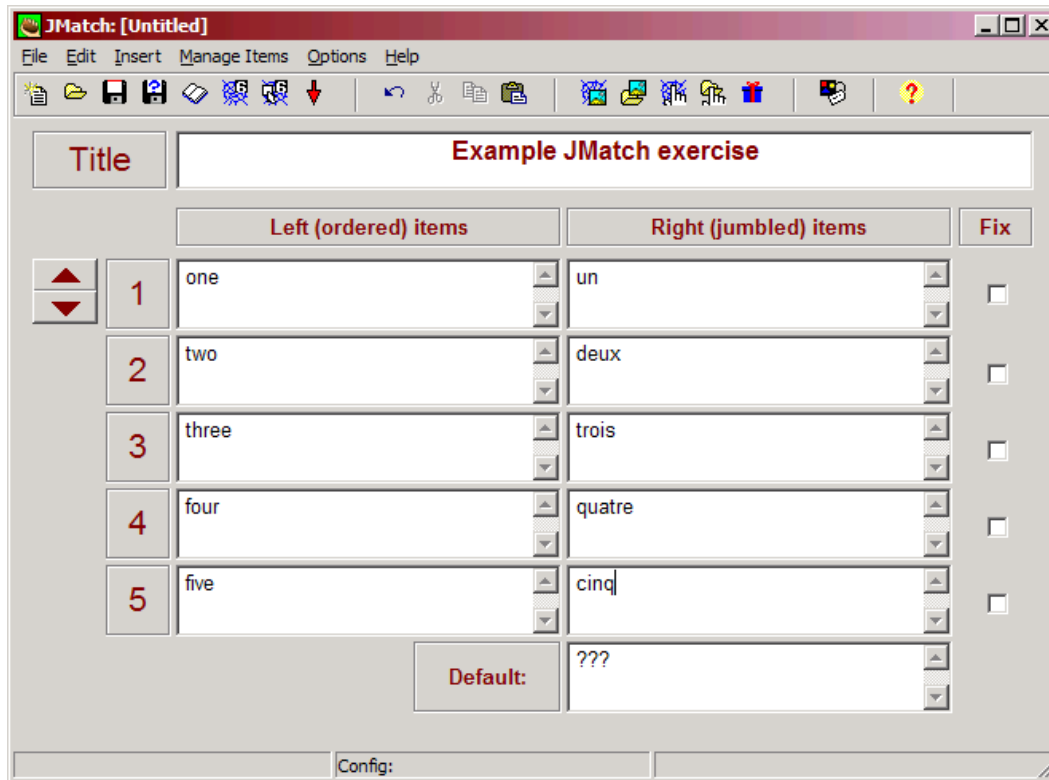 JMatch: [Untitled]
File Edit Insert Manage Items Options Help
Title Example JMatch exercise
Left (ordered) items Right (jumbled) items Fix
1 one un
2 two deux
3 three trois
4 four quatre
5 five cinq
Default: ???
Config: